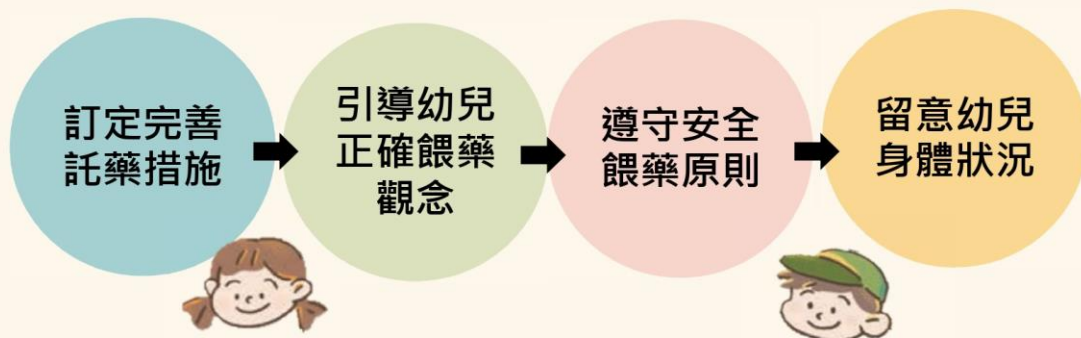 訂定完善
託藥措施
引導幼兒
正確餵藥
觀念
遵守安全
餵藥原則
留意幼兒
身體狀況